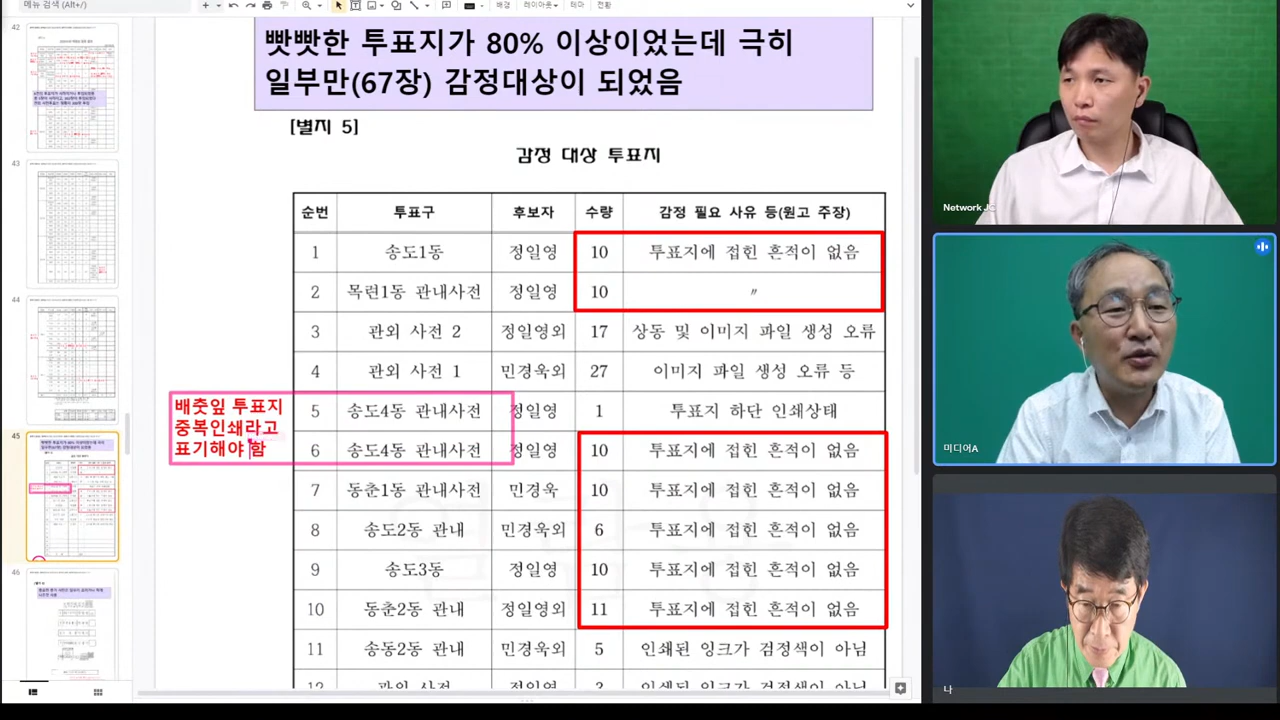 메뉴 검색 (Alt+/)
빳빳한 투표지가
일부만(67장) 감정대상이 되었음
[별지 5]
감정 대상 투표지
순번 투표구 후보자 수량 감정 필요 사유 등(원고 주장)
1 송도1동 정일영 10 투표지에 접힌 흔적이 없음
2 목련1동 관내사전 정일영 10 〃
3 관외 사전 2 정일영외 17 상동 및 이미지 파일 생성 오류
4 관외 사전 1 민경욱외 27 이미지 파일 생성 오류 등
배춧잎 투표지
중복인쇄라고
표기해야 함
5 송도4동 관내사전 정일영 1 투표지 하단 인쇄상태
6 송도4동 관내사전 정일영 10 투표지에 접힌 흔적이 없음
7 동춘1동 관내사전 10 투표지에 접힌 흔적이 없음
8 송도2동 관내 민경욱외 6 투표지에 접힌 흔적이 없음
9 송도3동 정일영 10 투표지에 접힌 흔적이 없음
10 동춘2동 관내 정일영외 11 투표지에 접힌 흔적이 없음
11 송동2동 관내 민경욱외 5 인쇄된 잉크가 검정색이 아님
42
43
44
45
46
Network
미디어A
나